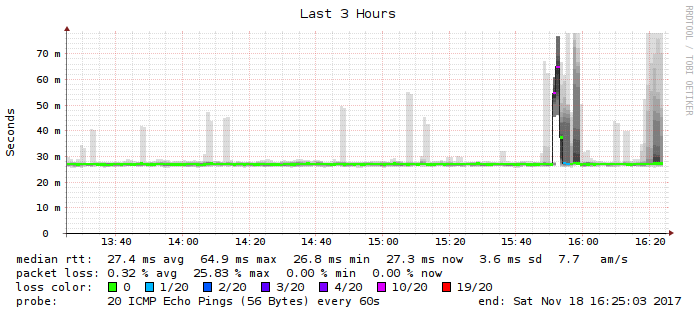 Last 3 Hours
RRDTOOL / TOBI OETIKER
Seconds
70 m
60 m
50 m
40 m
30 m
20 m
10 m
0
13:40 14:00 14:20 14:40 15:00 15:20 15:40 16:00 16:20
median rtt: 27.4 ms avg 64.9 ms max 26.8 ms min 27.3 ms now 3.6 ms sd 7.7 am/s
packet loss: 0.32 % avg 25.83 % max 0.00 % min 0.00 % now
loss color: 0 1/20 2/20 3/20 4/20 10/20 19/20
probe: 20 ICMP Echo Pings (56 Bytes) every 60s end: Sat Nov 18 16:25:03 2017